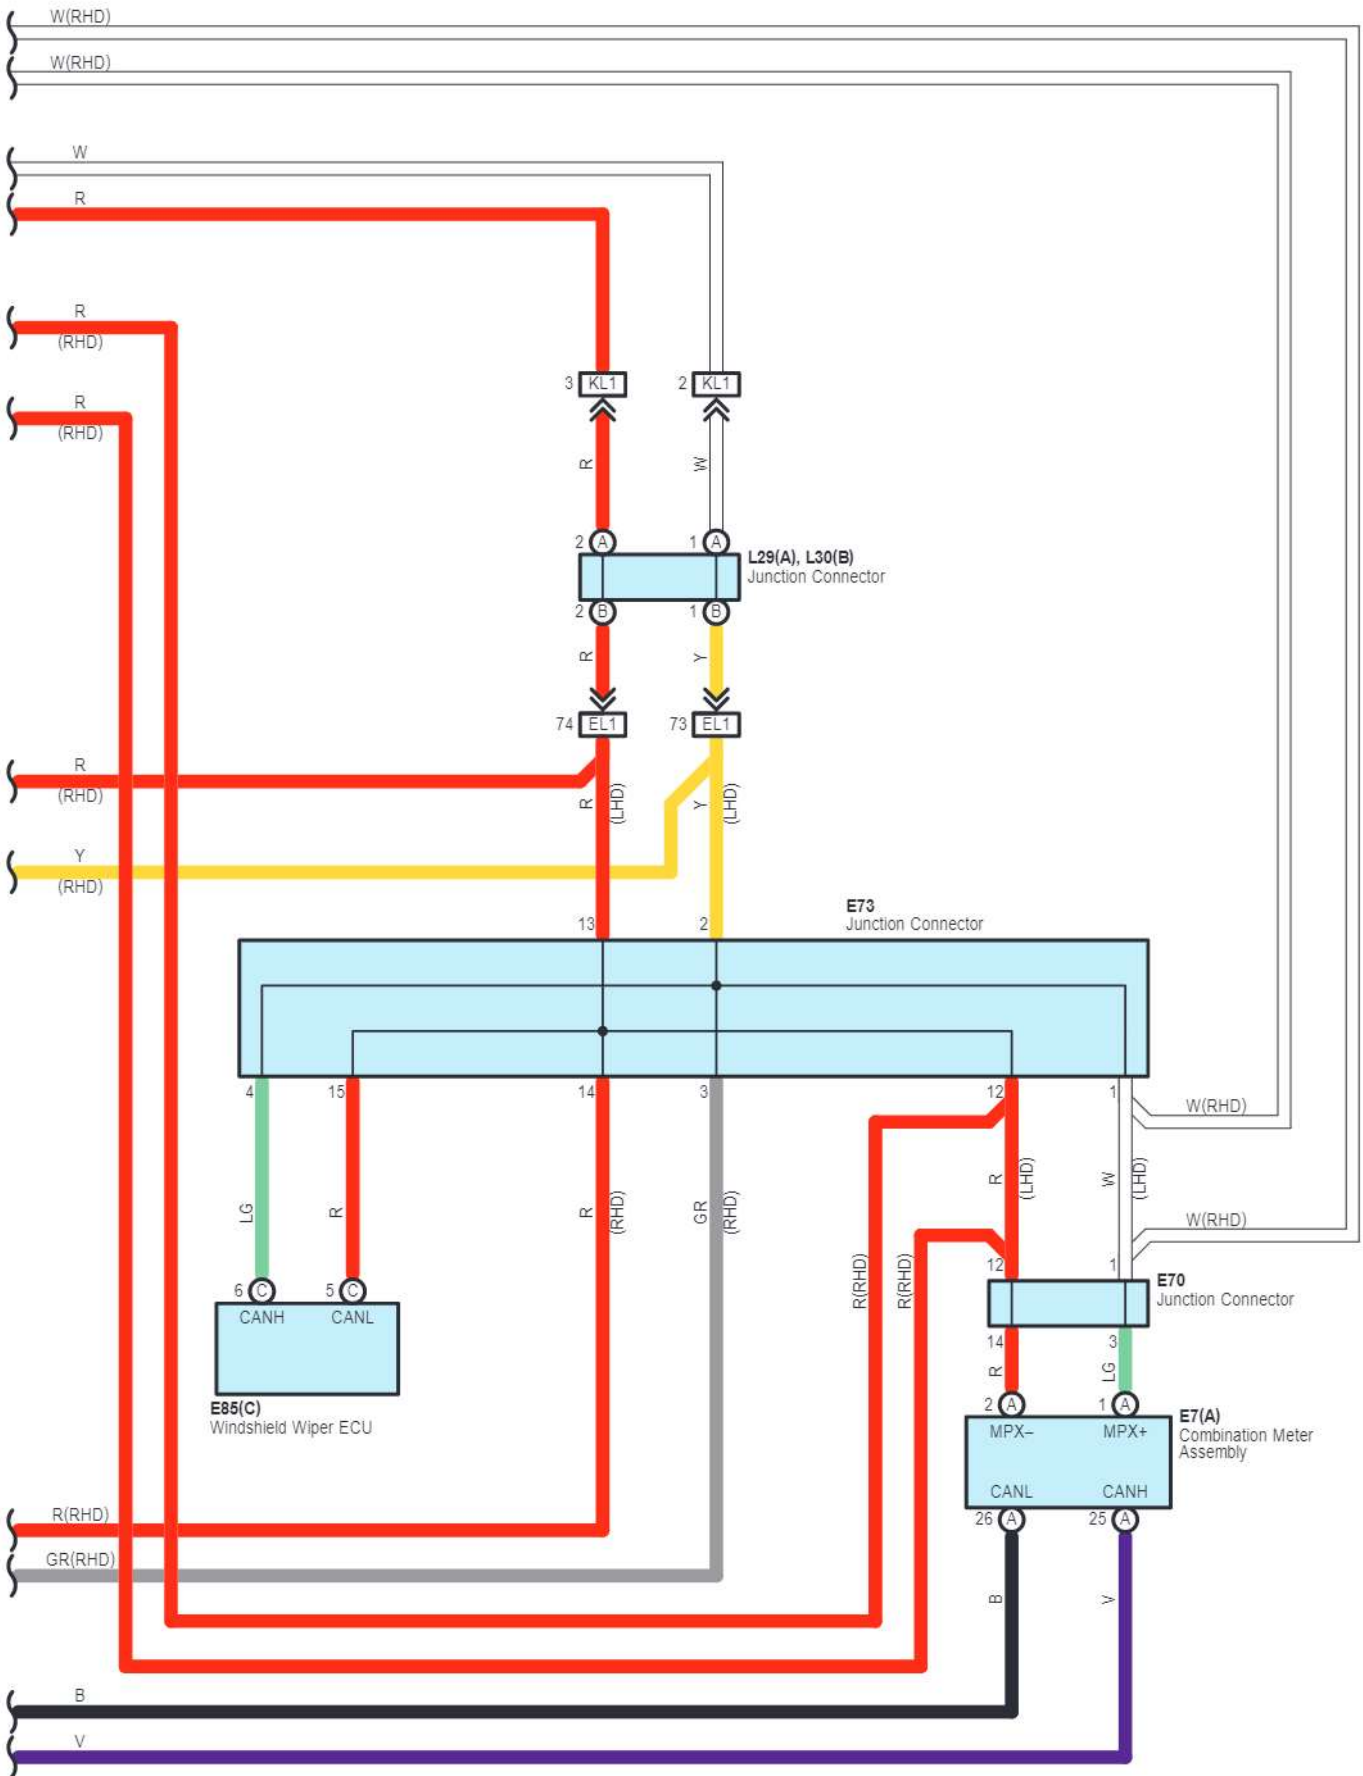 W(RHD)
W(RHD)
W
R
R
(RHD)
R
(RHD)
3 KL1 2 KL1
R W
2 A 1 A
L29(A), L30(B)
Junction Connector
2 B 1 B
R Y
74 EL1 73 EL1
R
(RHD)
R (LHD) Y (LHD)
Y
(RHD)
E73
Junction Connector
13 2
4 15 14 3 12 1
W(RHD)
R (LHD) W (LHD)
LG R R (RHD) GR (RHD)
W(RHD)
R(RHD) R(RHD)
12 1
E70
Junction Connector
6 C 5 C
CANH CANL
E85(C)
Windshield Wiper ECU
14 3
R LG
2 A 1 A
MPX– MPX+
E7(A)
Combination Meter
Assembly
CANL CANH
26 A 25 A
R(RHD)
GR(RHD)
B V
B
V